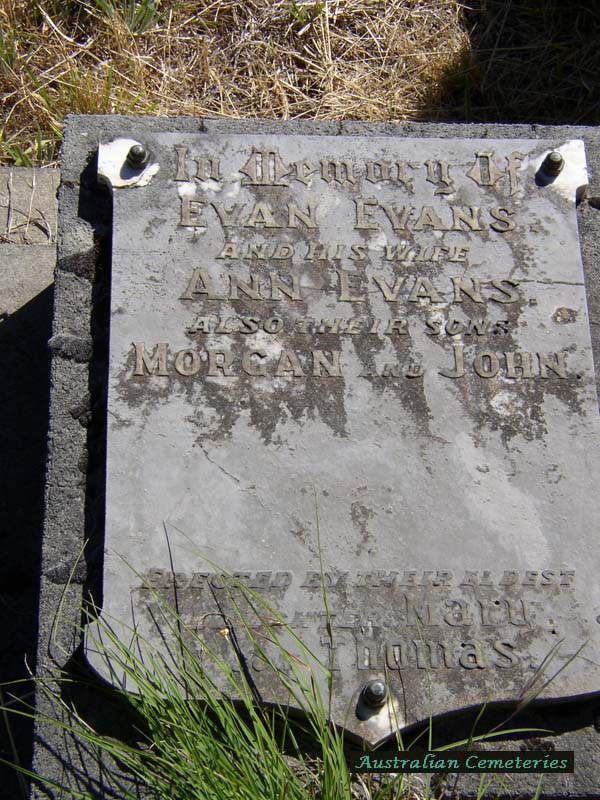 In Memory Of
EVAN EVANS
AND HIS WIFE
ANN EVANS
ALSO THEIR SONS
MORGAN AND JOHN.
ERECTED BY THEIR ELDEST
DAUGHTER Mary
Thomas.
Australian Cemeteries